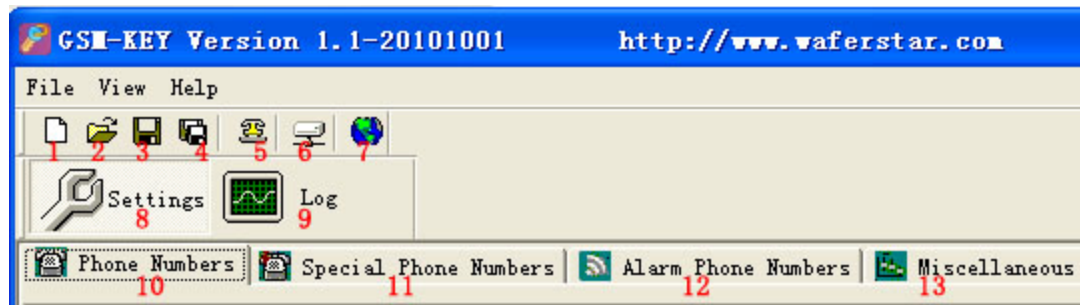 GSM-KEY Version 1.1-20101001 http://www.waferstar.com
File View Help
1 2 3 4 5 6 7
Settings Log
8 9
Phone Numbers Special Phone Numbers Alarm Phone Numbers Miscellaneous
10 11 12 13